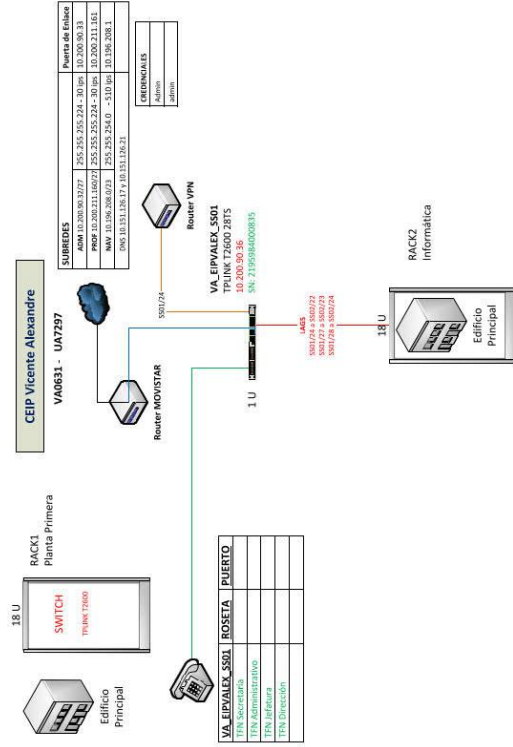 CEIP Vicente Alexandre
VA0631 - UA7297
SUBREDES Puerta de Enlace
ADM 10.200.90.32/27 255.255.255.224 - 30 ips 10.200.90.33
PROF 10.200.211.160/27 255.255.255.224 - 30 ips 10.200.211.161
NAV 10.196.208.0/23 255.255.254.0 - 510 ips 10.196.208.1
DNS 10.151.126.17 y 10.151.126.21
CREDENCIALES
Admin
admin
18 U
RACK1
Planta Primera
SWITCH
TPLINK T2600
Edificio
Principal
Router MOVISTAR
Router VPN
SS01/24
VA_EIPVALEX_SS01
TPLINK T2600 28TS
10.200.90.36
SN: 2195984000835
1 U
LAGS
SS01/24 a SS02/22
SS01/27 a SS02/23
SS01/28 a SS02/24
18 U
RACK2
Informática
Edificio
Principal
VA_EIPVALEX_SS01 ROSETA PUERTO
TFN Secretaria
TFN Administrativo
TFN Jefatura
TFN Dirección